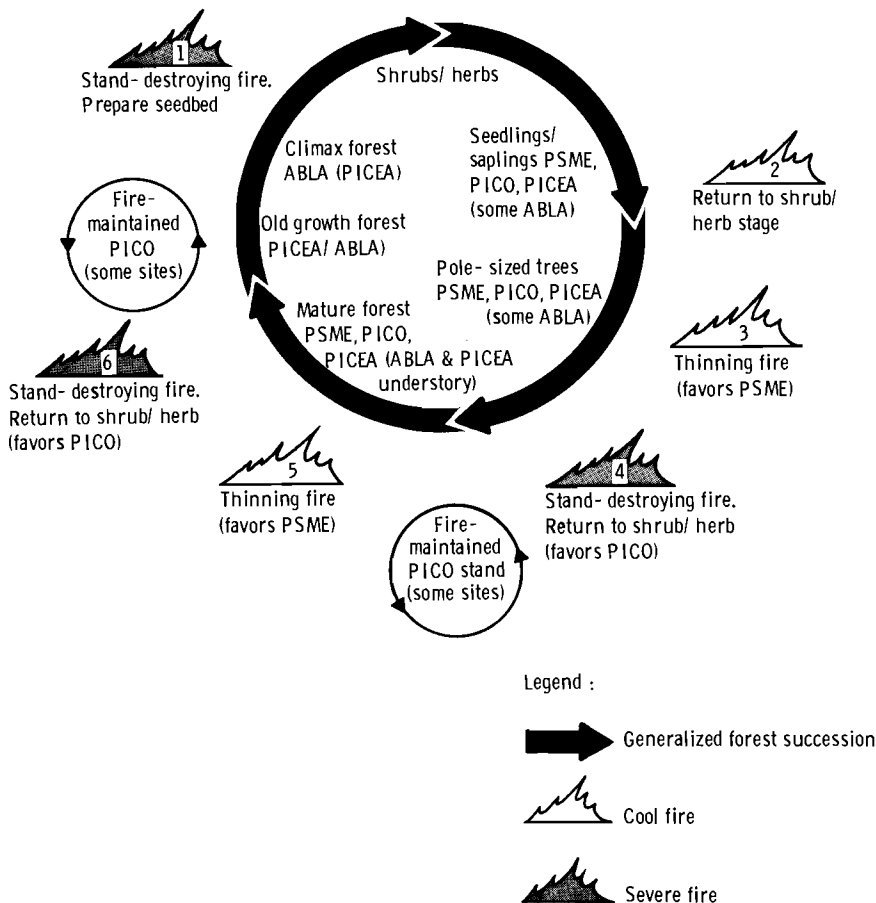 1
Stand- destroying fire.
Prepare seedbed
Shrubs/ herbs
Climax forest
ABLA (PICEA)
Seedlings/
saplings PSME,
PICO, PICEA
(some ABLA)
2
Return to shrub/
herb stage
Fire-
maintained
PICO
(some sites)
Old growth forest
PICEA/ ABLA)
Pole- sized trees
PSME, PICO, PICEA
(some ABLA)
Mature forest
PSME, PICO,
PICEA (ABLA & PICEA
understory)
3
Thinning fire
(favors PSME)
6
Stand- destroying fire.
Return to shrub/ herb
(favors PICO)
5
Thinning fire
(favors PSME)
4
Stand- destroying fire.
Return to shrub/ herb
(favors PICO)
Fire-
maintained
PICO stand
(some sites)
Legend :
Generalized forest succession
Cool fire
Severe fire